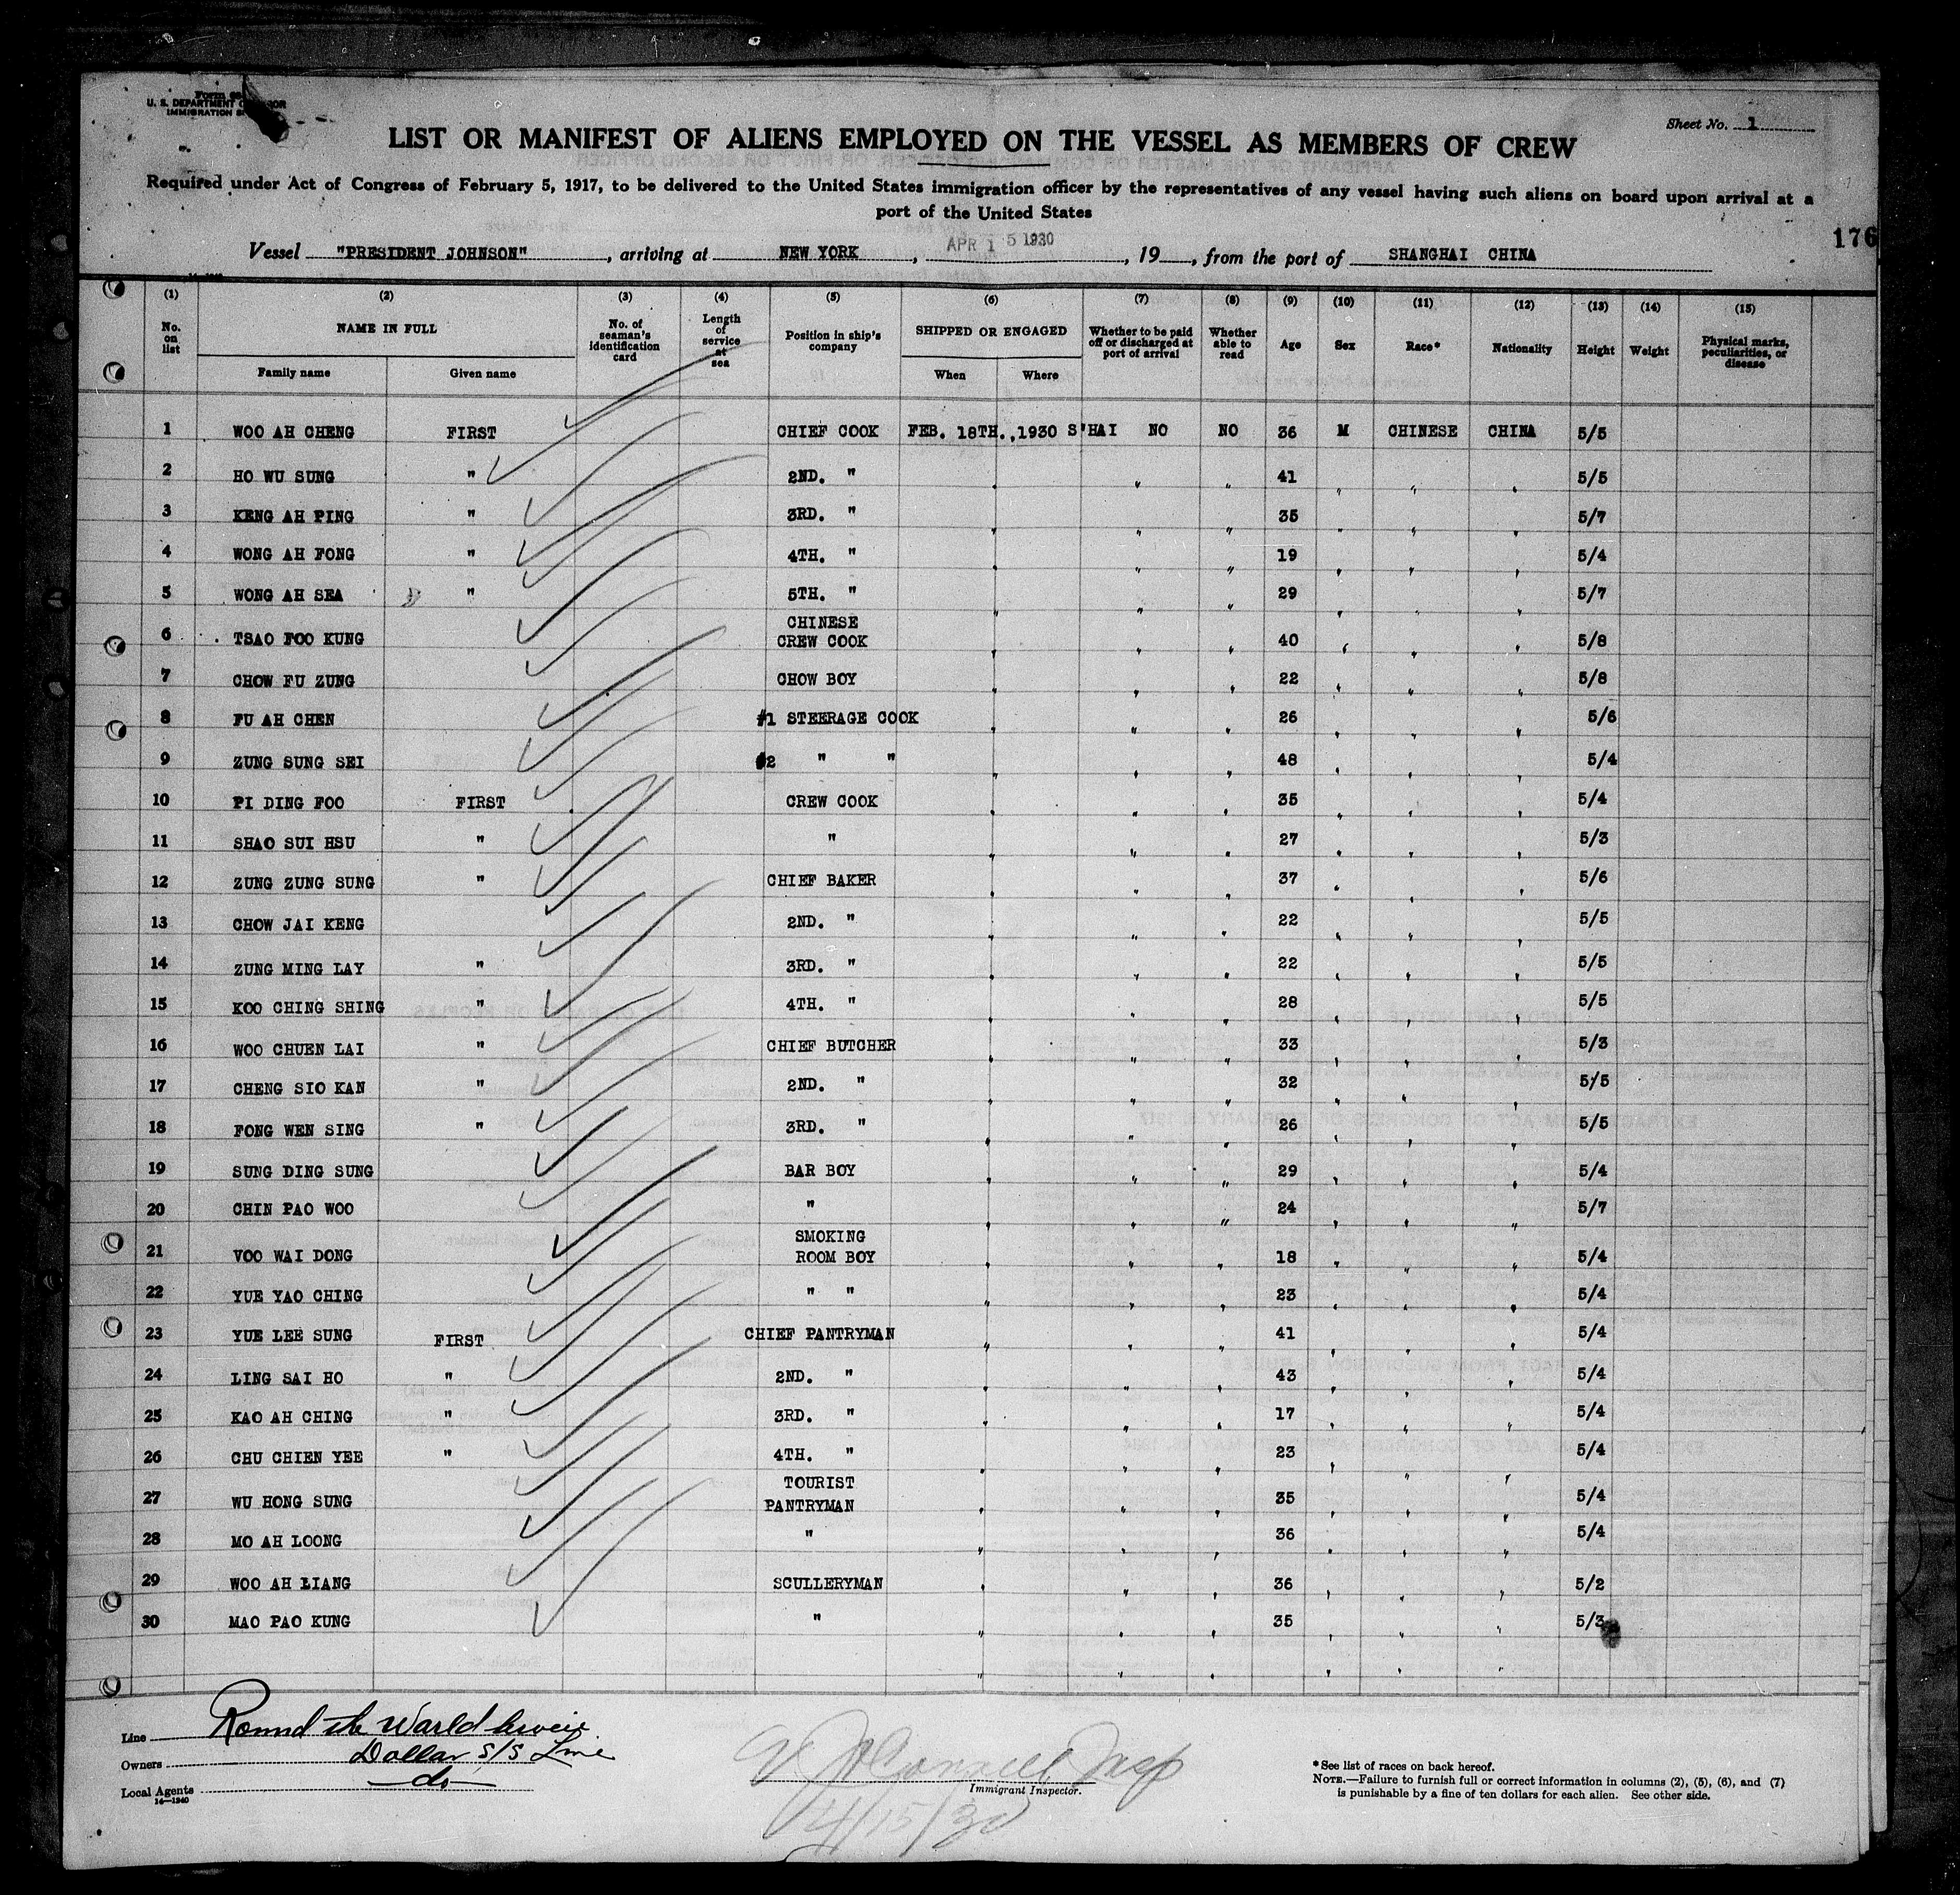 U. S. DEPARTMENT OF LABOR
IMMIGRATION
Sheet No. 1
LIST OR MANIFEST OF ALIENS EMPLOYED ON THE VESSEL AS MEMBERS OF CREW
Required under Act of Congress of February 5, 1917, to be delivered to the United States immigration officer by the representatives of any vessel having such aliens on board upon arrival at a
port of the United States
176
Vessel "PRESIDENT JOHNSON", arriving at NEW YORK, APR 15 1930, 19, from the port of SHANGHAI CHINA
(1) (2) (3) (4) (5) (6) (7) (8) (9) (10) (11) (12) (13) (14) (15)
No. on list NAME IN FULL Family name Given name No. of seaman's identification card Length of service at sea Position in ship's company SHIPPED OR ENGAGED When Where Whether to be paid off or discharged at port of arrival Whether able to read Age Sex Race* Nationality Height Weight Physical marks, peculiarities, or disease
1 WOO AH CHENG FIRST CHIEF COOK FEB. 18TH.,1930 S'HAI NO NO 36 M CHINESE CHINA 5/5
2 HO WU SUNG " 2ND. " " " " 41 " " " 5/5
3 KENG AH PING " 3RD. " " " " 35 " " " 5/7
4 WONG AH FONG " 4TH. " " " " 19 " " " 5/4
5 WONG AH SEA " 5TH. " " " " 29 " " " 5/7
6 TSAO FOO KUNG CHINESE CREW COOK " " " 40 " " " 5/8
7 CHOW FU ZUNG CHOW BOY " " " 22 " " " 5/8
8 FU AH CHEN #1 STEERAGE COOK " " " 26 " " " 5/6
9 ZUNG SUNG SEI #2 " " " " " 48 " " " 5/4
10 PI DING FOO FIRST CREW COOK " " " 35 " " " 5/4
11 SHAO SUI HSU " " " " " 27 " " " 5/3
12 ZUNG ZUNG SUNG " CHIEF BAKER " " " 37 " " " 5/6
13 CHOW JAI KENG 2ND. " " " " 22 " " " 5/5
14 ZUNG MING LAY " 3RD. " " " " 22 " " " 5/5
15 KOO CHING SHING " 4TH. " " " " 28 " " " 5/5
16 WOO CHUEN LAI " CHIEF BUTCHER " " " 33 " " " 5/3
17 CHENG SIO KAN " 2ND. " " " " 32 " " " 5/5
18 FONG WEN SING " 3RD. " " " " 26 " " " 5/5
19 SUNG DING SUNG BAR BOY " " " 29 " " " 5/4
20 CHIN PAO WOO " " " " 24 " " " 5/7
21 VOO WAI DONG SMOKING ROOM BOY " " " 18 " " " 5/4
22 YUE YAO CHING " " " " " 23 " " " 5/4
23 YUE LEE SUNG FIRST CHIEF PANTRYMAN " " " 41 " " " 5/4
24 LING SAI HO " 2ND. " " " " 43 " " " 5/4
25 KAO AH CHING " 3RD. " " " " 17 " " " 5/4
26 CHU CHIEN YEE " 4TH. " " " " 23 " " " 5/4
27 WU HONG SUNG TOURIST PANTRYMAN " " " 35 " " " 5/4
28 MO AH LOONG " " " " 36 " " " 5/4
29 WOO AH LIANG SCULLERYMAN " " " 36 " " " 5/2
30 MAO PAO KUNG " " " " 35 " " " 5/3
Line Round the World Service
Owners Dollar S/S Line
Local Agents do
14—1240
Immigrant Inspector.
4/15/30
*See list of races on back hereof.
NOTE.—Failure to furnish full or correct information in columns (2), (5), (6), and (7)
is punishable by a fine of ten dollars for each alien. See other side.